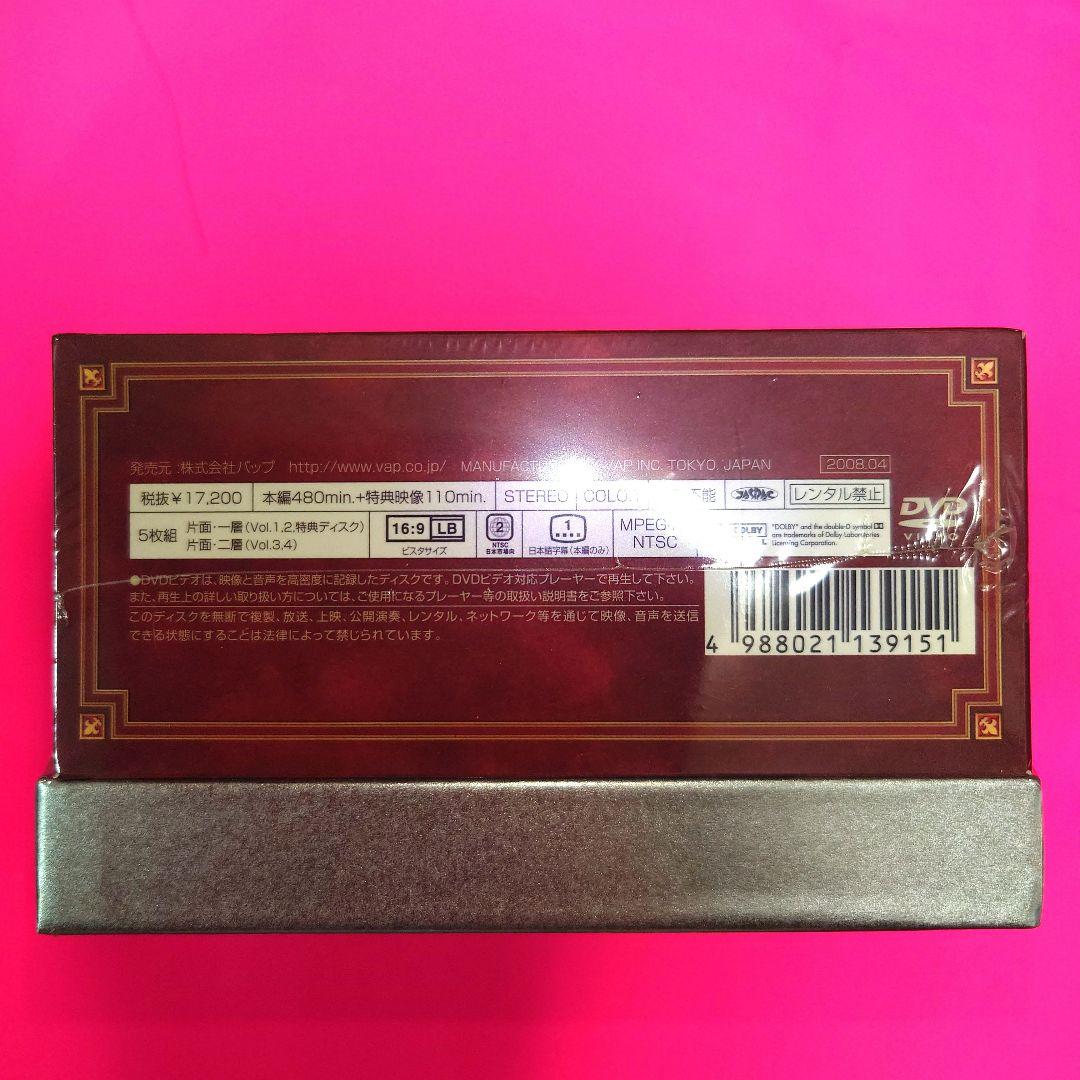 発売元：株式会社バップ http://www.vap.co.jp/ MANUFACT VAP INC. TOKYO, JAPAN 2008.04
税抜￥17,200 本編480min.+特典映像110min. STEREO COLOR 不能 JASRAC レンタル禁止
5枚組 片面・一層(Vol.1,2,特典ディスク)
片面・二層(Vol.3,4)
16:9 LB
ビスタサイズ
2
NTSC
日本市場向
1
日本語字幕(本編のみ)
MPEG
NTSC
DOLBY
"DOLBY" and the double-D symbol
are trademarks of Dolby Laboratories
Licensing Corporation.
DVD
VIDEO
●DVDビデオは、映像と音声を高密度に記録したディスクです。DVDビデオ対応プレーヤーで再生して下さい。
また、再生上の詳しい取り扱い方については、ご使用になるプレーヤー等の取扱い説明書をご参照下さい。
このディスクを無断で複製、放送、上映、公開演奏、レンタル、ネットワーク等を通じて映像、音声を送信
できる状態にすることは法律によって禁じられています。
4 988021 139151